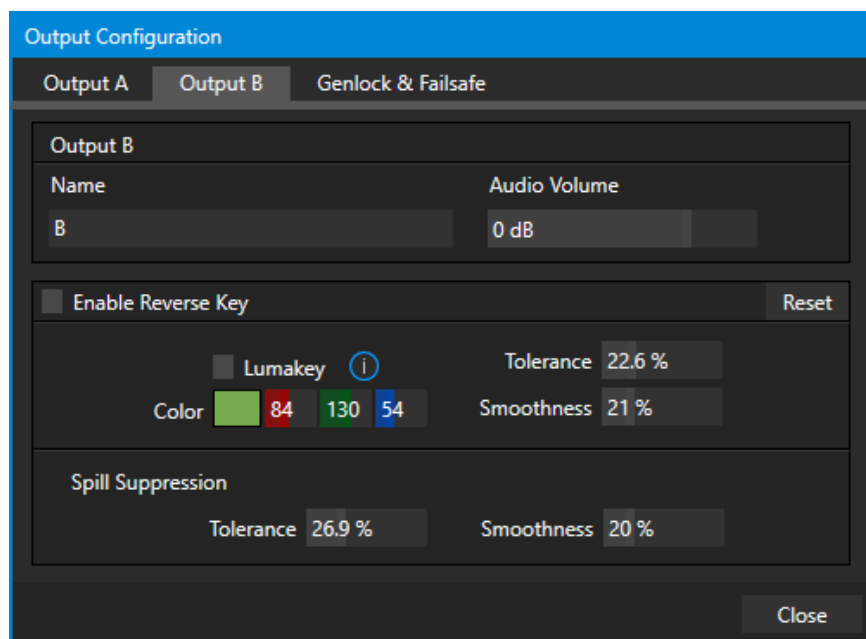 Output Configuration
Output A Output B Genlock & Failsafe
Output B
Name Audio Volume
B 0 dB
Enable Reverse Key Reset
Lumakey i Tolerance 22.6 %
Color 84 130 54 Smoothness 21 %
Spill Suppression
Tolerance 26.9 % Smoothness 20 %
Close